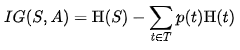 IG(S, A) = H(S) − ∑_{t∈T} p(t)H(t)